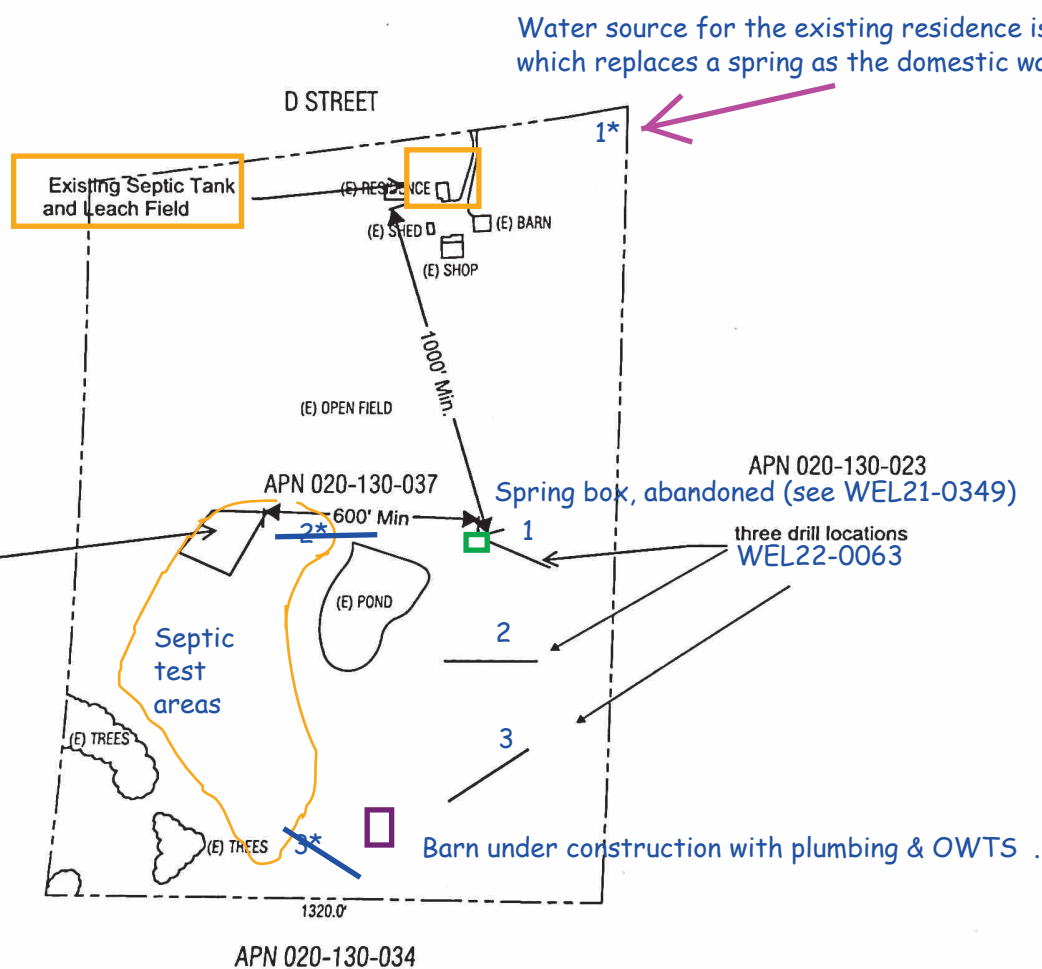 Water source for the existing residence is
which replaces a spring as the domestic wa
D STREET
1*
Existing Septic Tank
and Leach Field
(E) RESIDENCE
(E) SHED
(E) BARN
(E) SHOP
1000' Min.
(E) OPEN FIELD
APN 020-130-023
APN 020-130-037
Spring box, abandoned (see WEL21-0349)
600' Min
2*
1
three drill locations
WEL22-0063
(E) POND
Septic
test
areas
2
(E) TREES
3
(E) TREES
3*
Barn under construction with plumbing & OWTS .
1320.0'
APN 020-130-034